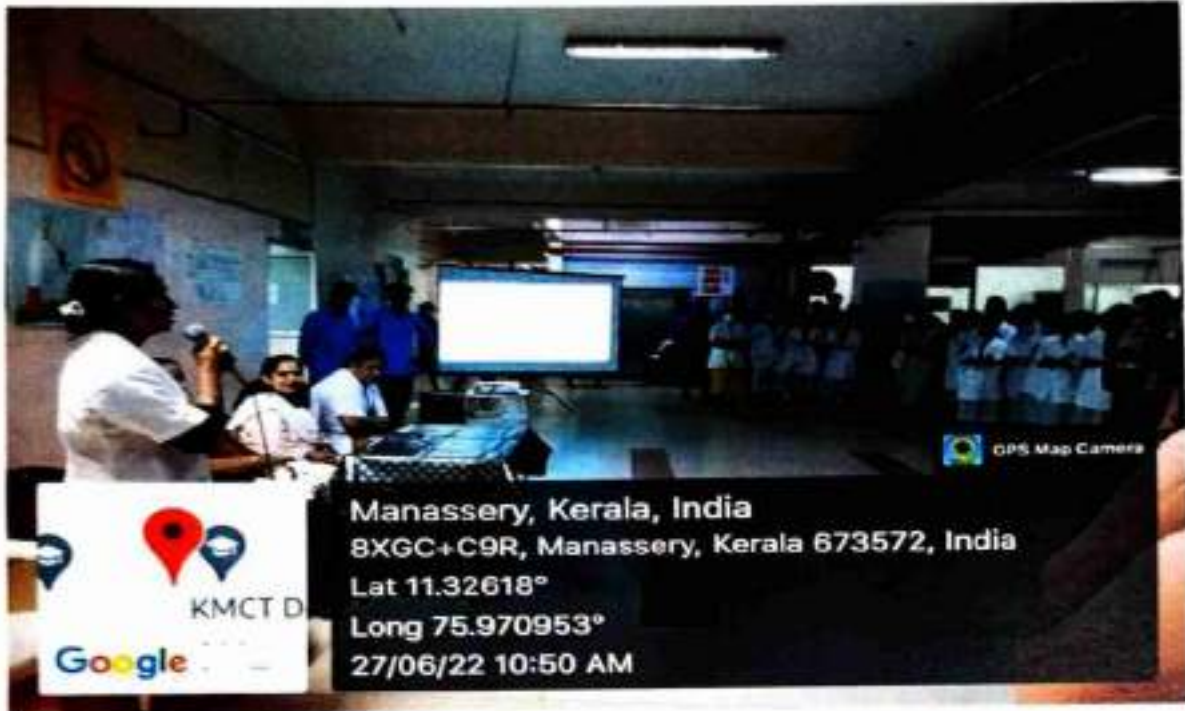 GPS Map Camera
Manassery, Kerala, India
8XGC+C9R, Manassery, Kerala 673572, India
Lat 11.32618°
Long 75.970953°
27/06/22 10:50 AM
KMCT D
Google